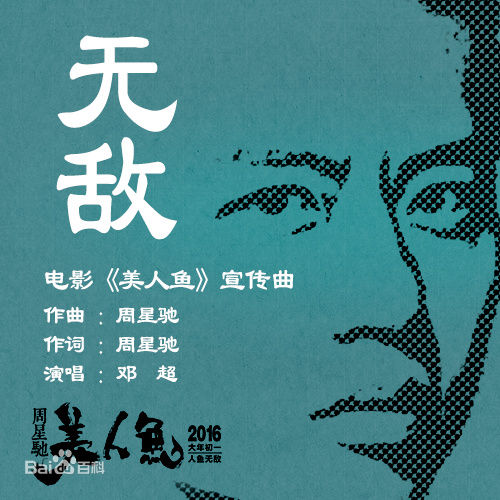 无敌
电影《美人鱼》宣传曲
作曲：周星驰
作词：周星驰
演唱：邓 超
周星馳
美人魚
2016
大年初一
人鱼无敌
Bai百科